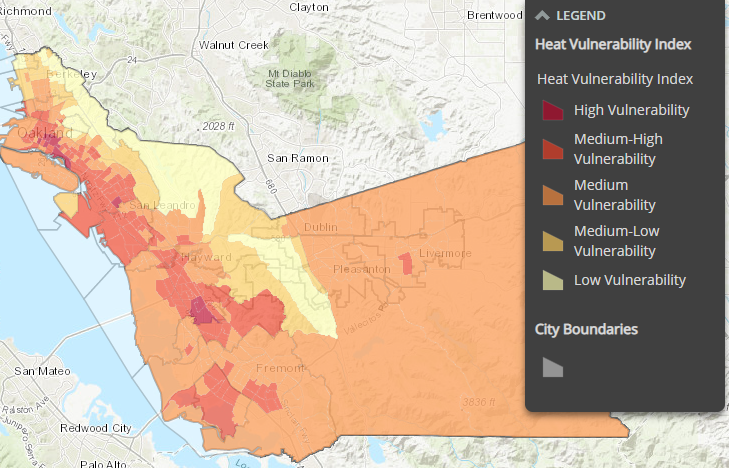 Richmond
Clayton
Brentwood
Fwy
Walnut Creek
24
Berkeley
Mt Diablo
State Park
2028 ft
Oakland
San Ramon
680
San Leandro
Dublin
Livermore
Hayward
Pleasanton
Fremont
San Mateo
3836 ft
Redwood City
Palo Alto
LEGEND
Heat Vulnerability Index
Heat Vulnerability Index
High Vulnerability
Medium-High
Vulnerability
Medium
Vulnerability
Medium-Low
Vulnerability
Low Vulnerability
City Boundaries